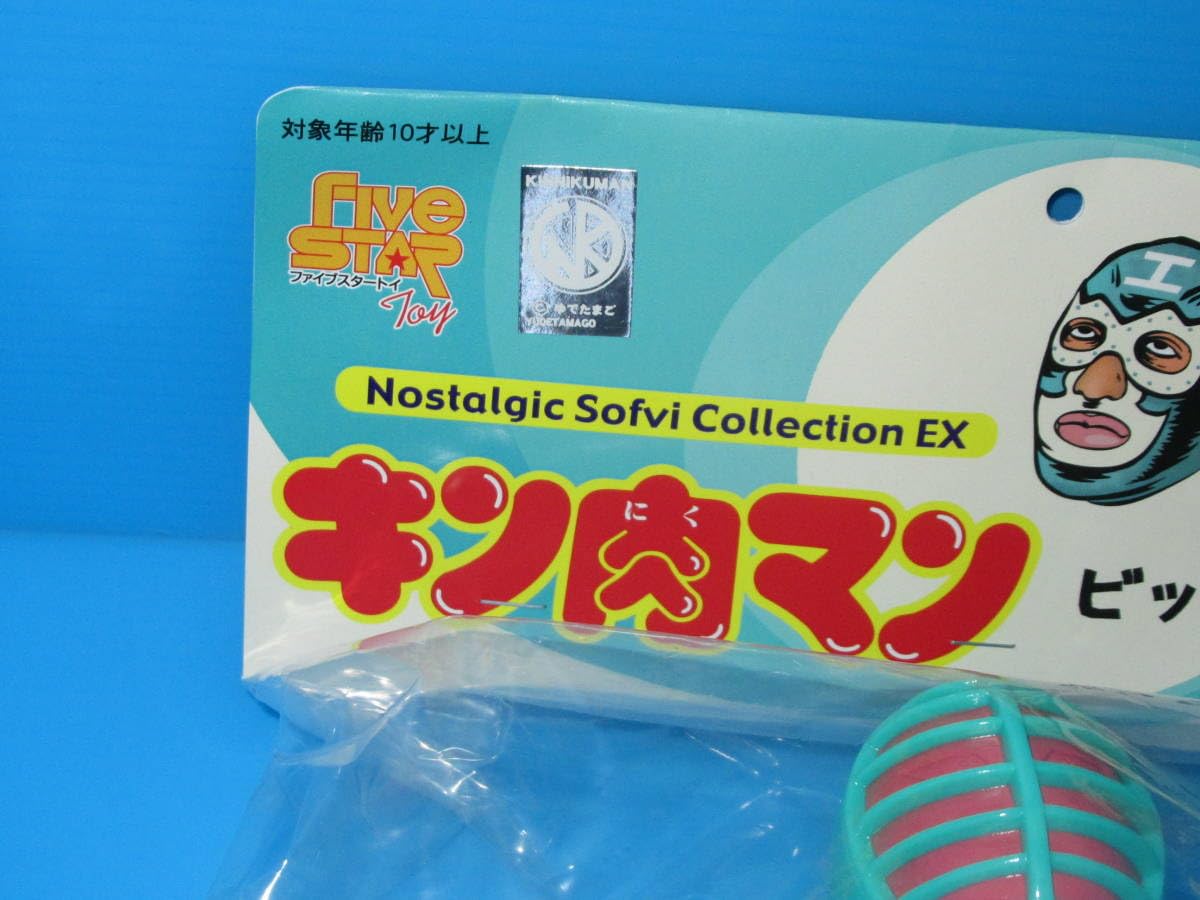 対象年齢10才以上
Five
STAR
ファイブスタートイ
Toy
KINNIKUMAN
©ゆでたまご
YUDETAMAGO
エ
Nostalgic Sofvi Collection EX
にく
キン肉マン
ビッ